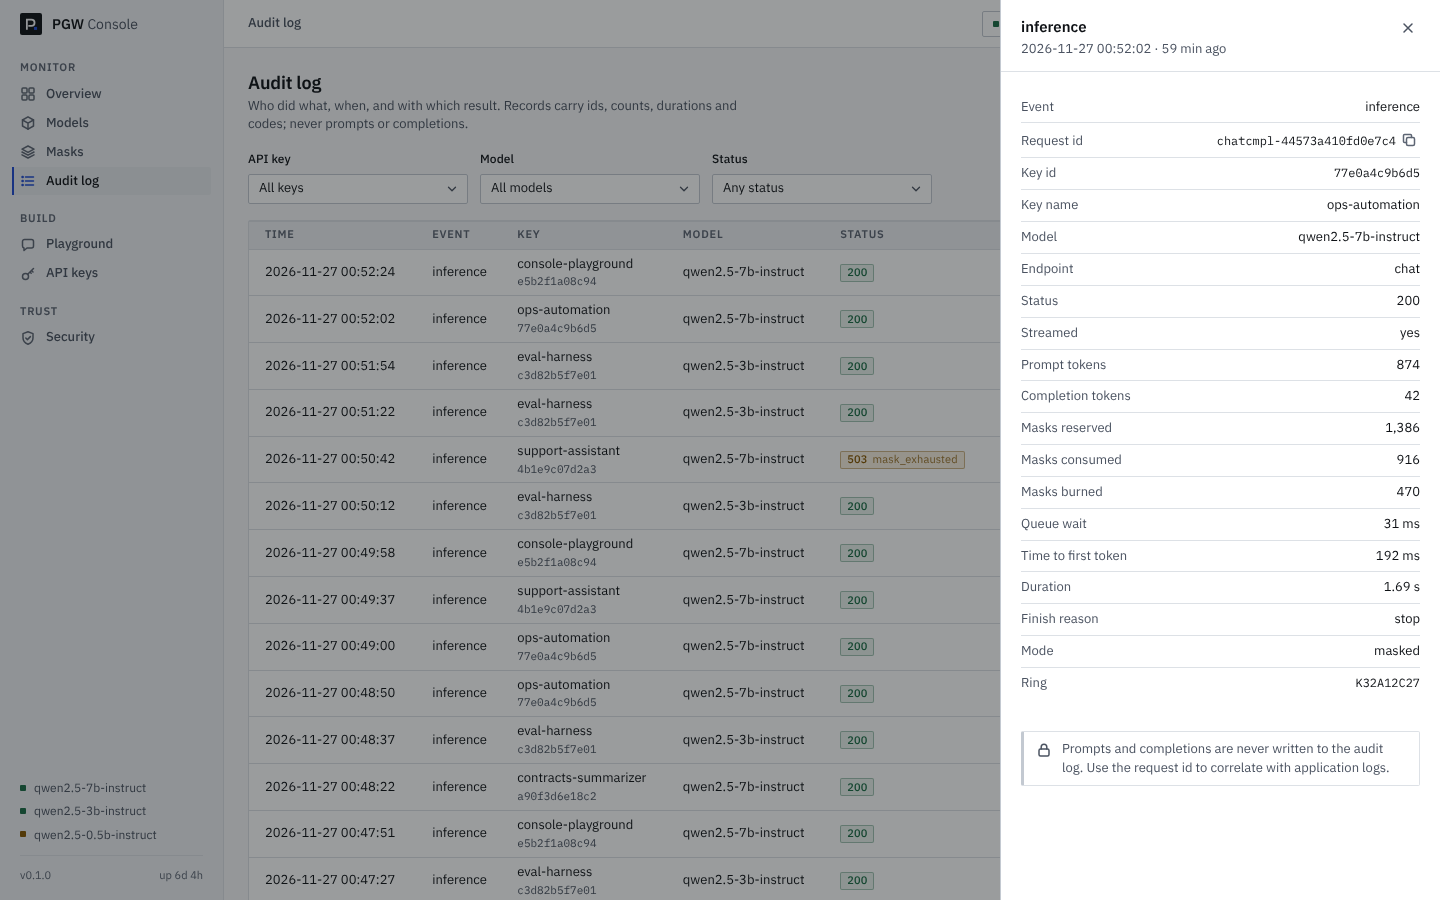 PGW Console
MONITOR
Overview
Models
Masks
Audit log
BUILD
Playground
API keys
TRUST
Security
qwen2.5-7b-instruct
qwen2.5-3b-instruct
qwen2.5-0.5b-instruct
v0.1.0 up 6d 4h
Audit log
Audit log
Who did what, when, and with which result. Records carry ids, counts, durations and
codes; never prompts or completions.
API key Model Status
All keys All models Any status
TIME EVENT KEY MODEL STATUS
2026-11-27 00:52:24 inference console-playground qwen2.5-7b-instruct 200
e5b2f1a08c94
2026-11-27 00:52:02 inference ops-automation qwen2.5-7b-instruct 200
77e0a4c9b6d5
2026-11-27 00:51:54 inference eval-harness qwen2.5-3b-instruct 200
c3d82b5f7e01
2026-11-27 00:51:22 inference eval-harness qwen2.5-3b-instruct 200
c3d82b5f7e01
2026-11-27 00:50:42 inference support-assistant qwen2.5-7b-instruct 503 mask_exhausted
4b1e9c07d2a3
2026-11-27 00:50:12 inference eval-harness qwen2.5-3b-instruct 200
c3d82b5f7e01
2026-11-27 00:49:58 inference console-playground qwen2.5-7b-instruct 200
e5b2f1a08c94
2026-11-27 00:49:37 inference support-assistant qwen2.5-7b-instruct 200
4b1e9c07d2a3
2026-11-27 00:49:00 inference ops-automation qwen2.5-7b-instruct 200
77e0a4c9b6d5
2026-11-27 00:48:50 inference ops-automation qwen2.5-7b-instruct 200
77e0a4c9b6d5
2026-11-27 00:48:37 inference eval-harness qwen2.5-3b-instruct 200
c3d82b5f7e01
2026-11-27 00:48:22 inference contracts-summarizer qwen2.5-7b-instruct 200
a90f3d6e18c2
2026-11-27 00:47:51 inference console-playground qwen2.5-7b-instruct 200
e5b2f1a08c94
2026-11-27 00:47:27 inference eval-harness qwen2.5-3b-instruct 200
c3d82b5f7e01
inference
2026-11-27 00:52:02 · 59 min ago
Event inference
Request id chatcmpl-44573a410fd0e7c4
Key id 77e0a4c9b6d5
Key name ops-automation
Model qwen2.5-7b-instruct
Endpoint chat
Status 200
Streamed yes
Prompt tokens 874
Completion tokens 42
Masks reserved 1,386
Masks consumed 916
Masks burned 470
Queue wait 31 ms
Time to first token 192 ms
Duration 1.69 s
Finish reason stop
Mode masked
Ring K32A12C27
Prompts and completions are never written to the audit
log. Use the request id to correlate with application logs.